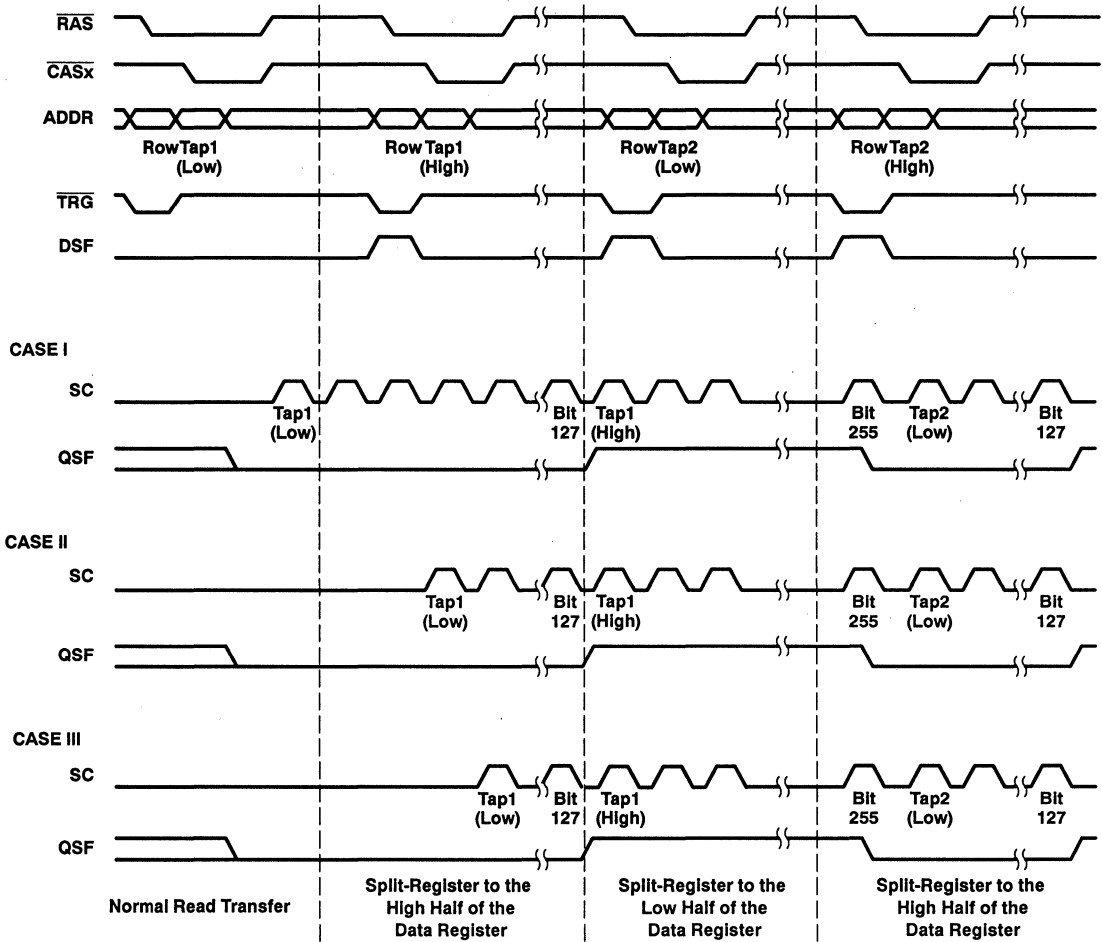 RAS
CASx
ADDR
RowTap1 (Low)
RowTap1 (High)
RowTap2 (Low)
RowTap2 (High)
TRG
DSF
CASE I
SC
Tap1 (Low)
Bit 127
Tap1 (High)
Bit 255
Tap2 (Low)
Bit 127
QSF
CASE II
SC
Tap1 (Low)
Bit 127
Tap1 (High)
Bit 255
Tap2 (Low)
Bit 127
QSF
CASE III
SC
Tap1 (Low)
Bit 127
Tap1 (High)
Bit 255
Tap2 (Low)
Bit 127
QSF
Normal Read Transfer
Split-Register to the
High Half of the
Data Register
Split-Register to the
Low Half of the
Data Register
Split-Register to the
High Half of the
Data Register